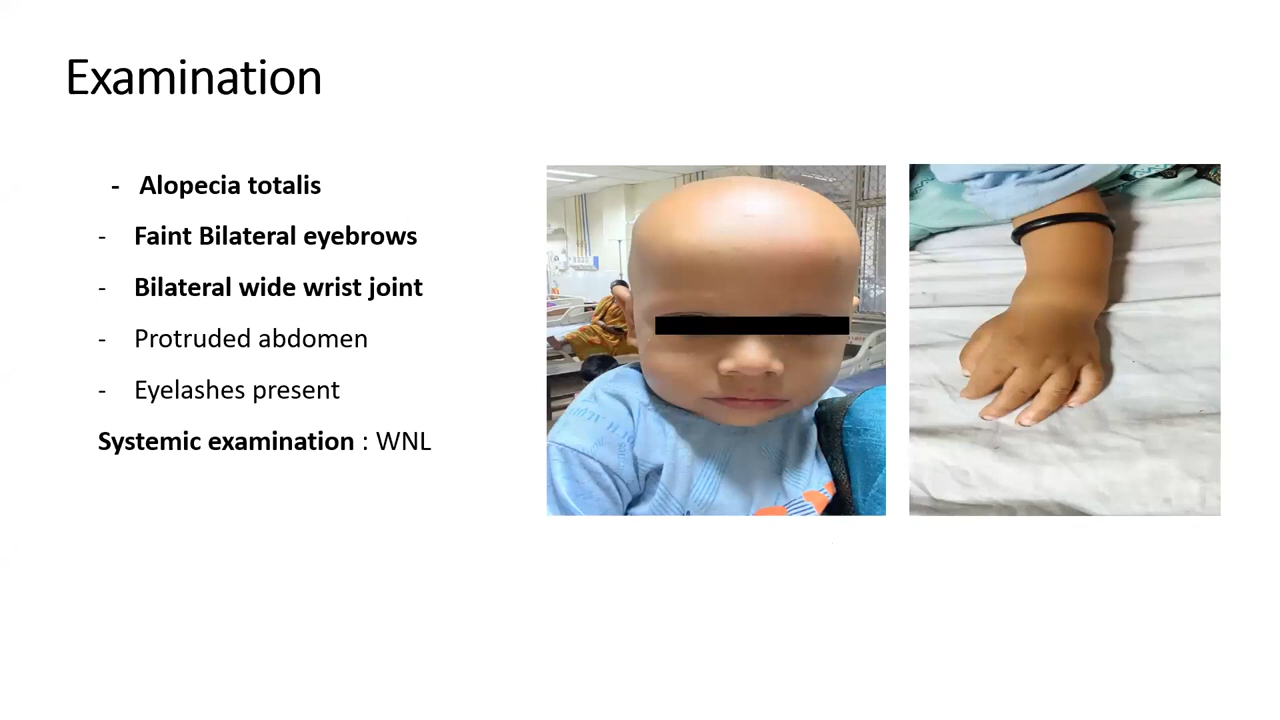 Examination
- Alopecia totalis
- Faint Bilateral eyebrows
- Bilateral wide wrist joint
- Protruded abdomen
- Eyelashes present
Systemic examination : WNL